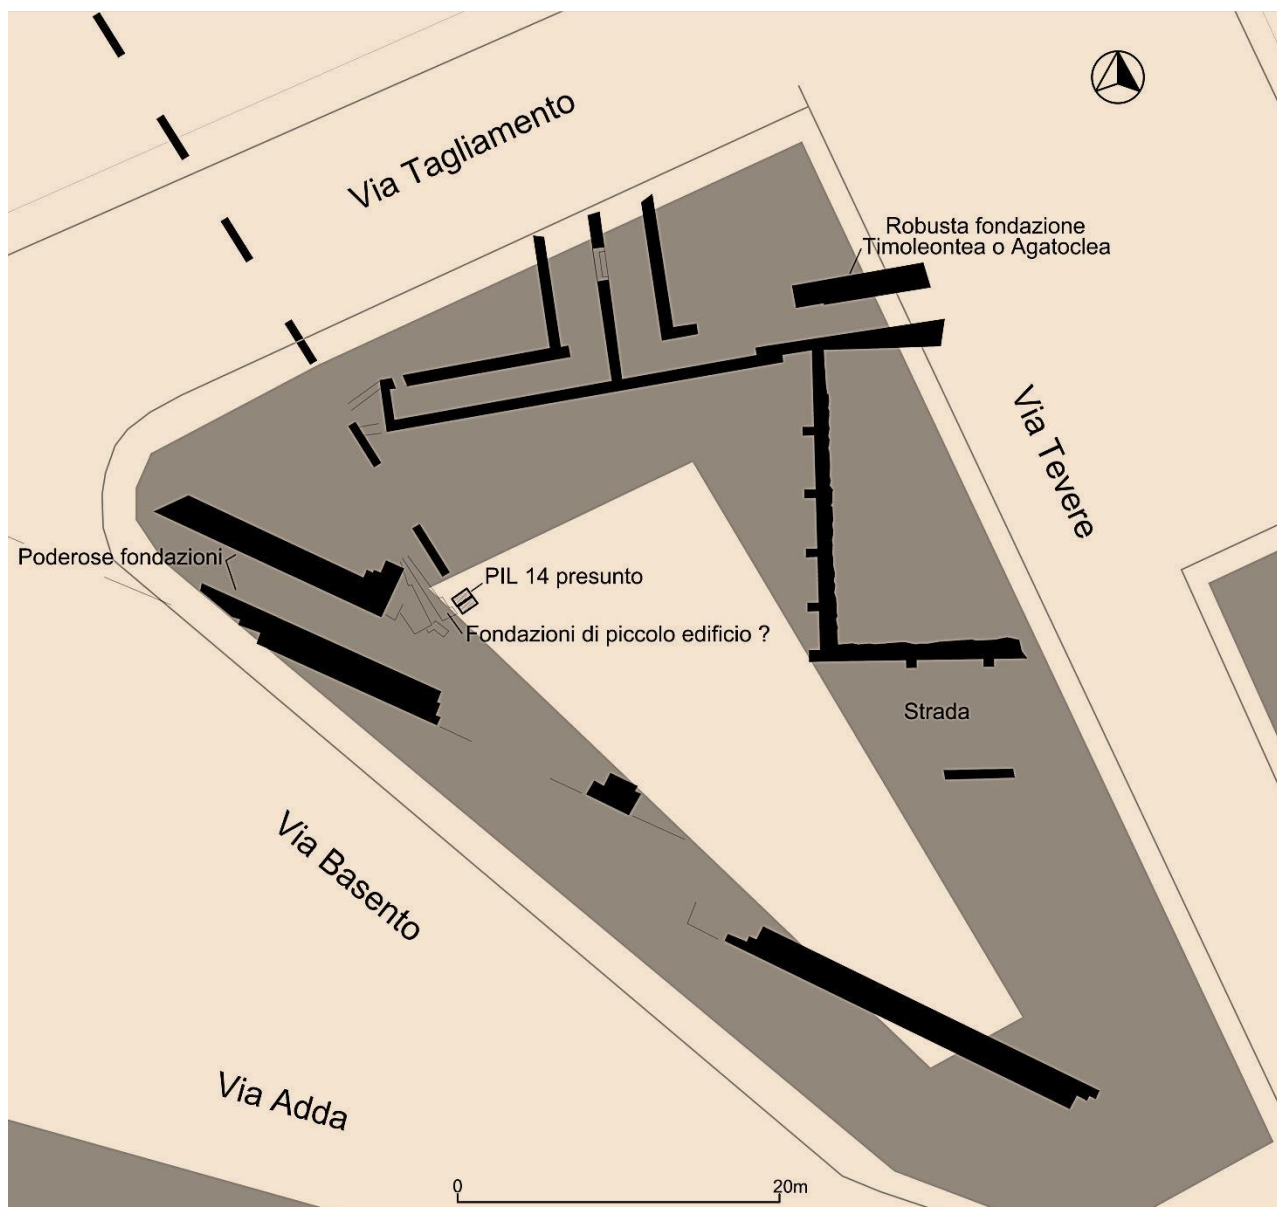 Via Tagliamento
Robusta fondazione
Timoleontea o Agatoclea
Via Tevere
Poderose fondazioni
PIL 14 presunto
Fondazioni di piccolo edificio ?
Strada
Via Basento
Via Adda
0
20m